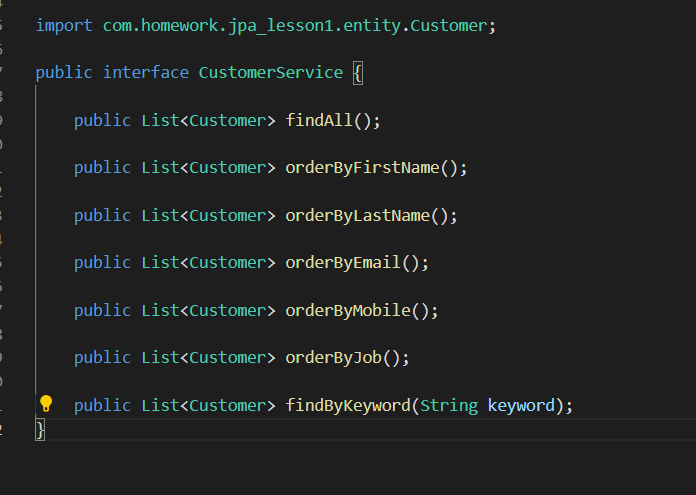 import com.homework.jpa_lesson1.entity.Customer;
public interface CustomerService {
public List<Customer> findAll();
public List<Customer> orderByFirstName();
public List<Customer> orderByLastName();
public List<Customer> orderByEmail();
public List<Customer> orderByMobile();
public List<Customer> orderByJob();
public List<Customer> findByKeyword(String keyword);
}